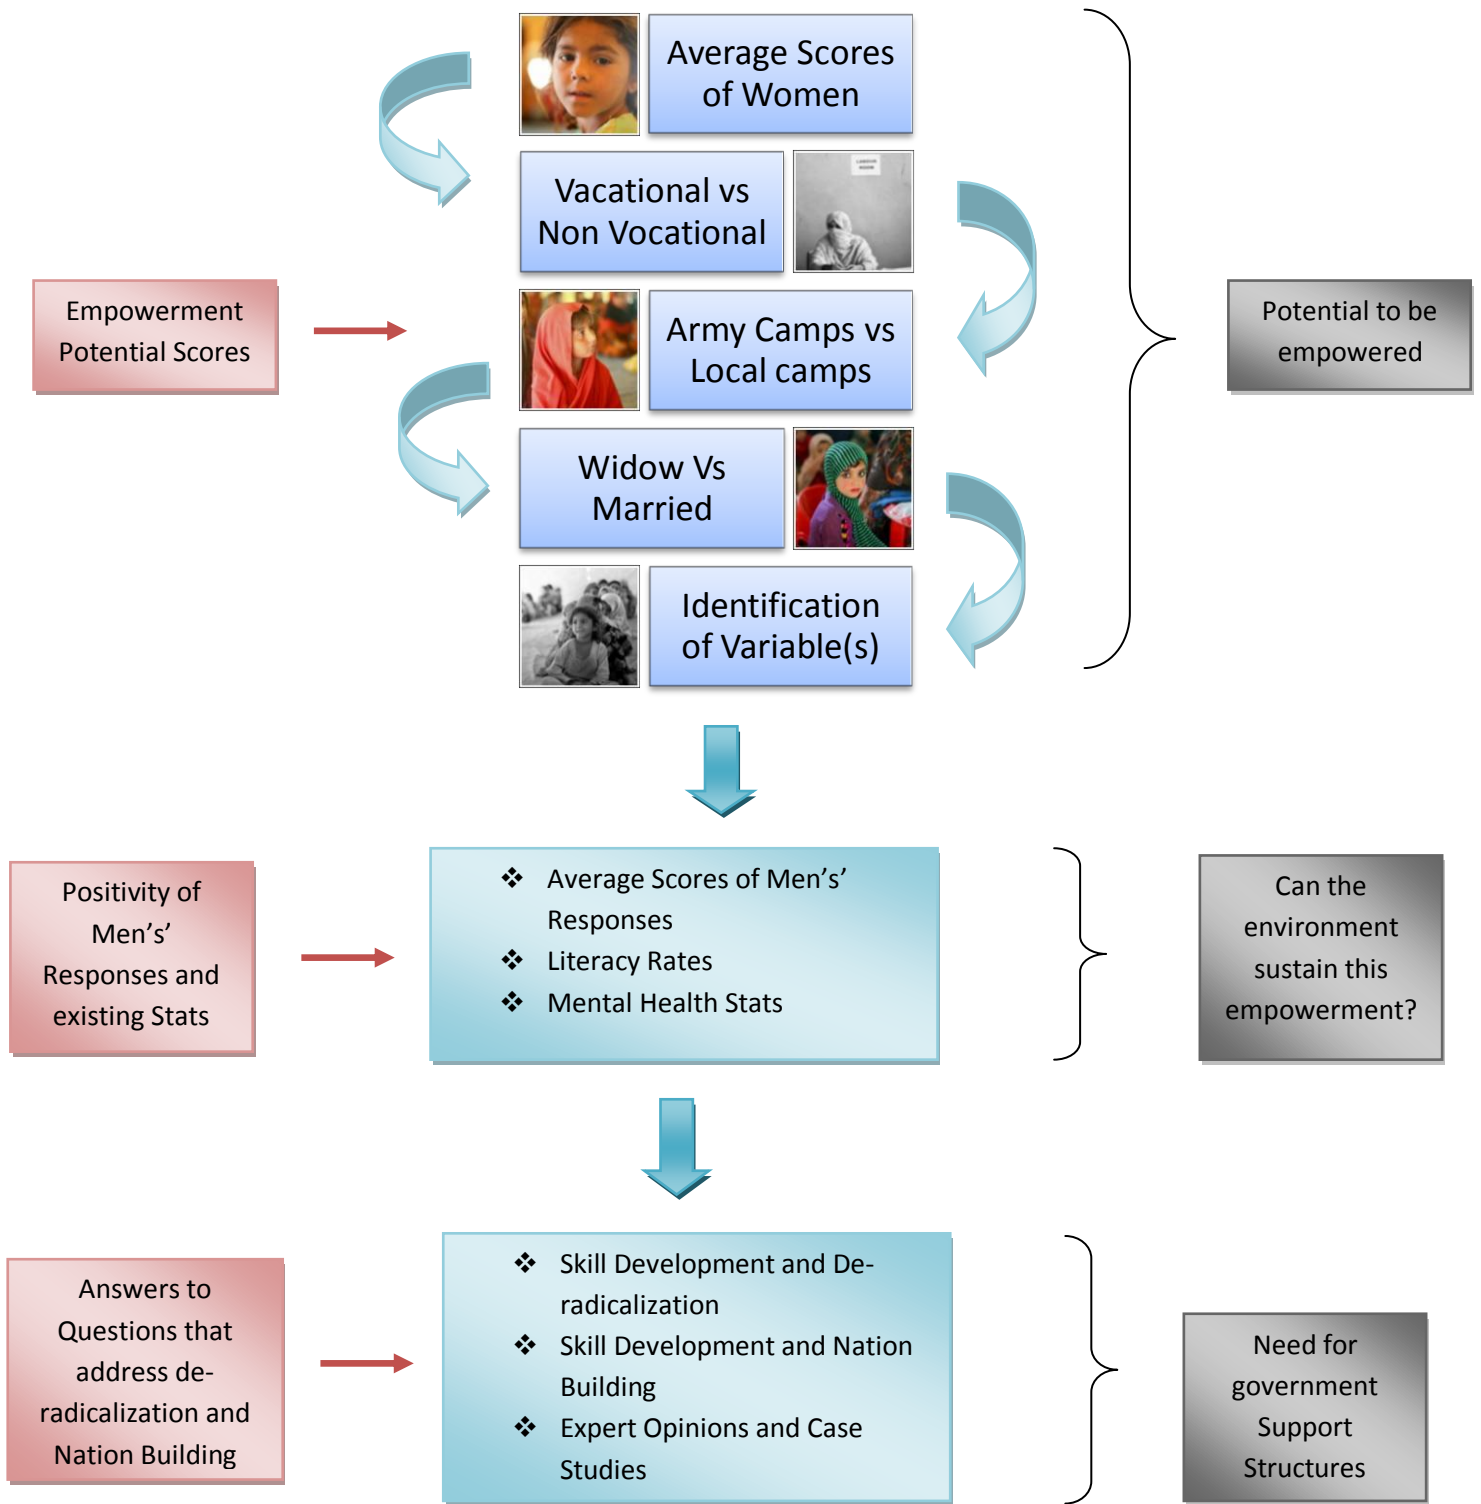 Average Scores
of Women
Vacational vs
Non Vocational
Empowerment
Potential Scores
Army Camps vs
Local camps
Potential to be
empowered
Widow Vs
Married
Identification
of Variable(s)
Positivity of
Men's'
Responses and
existing Stats
❖ Average Scores of Men's'
Responses
❖ Literacy Rates
❖ Mental Health Stats
Can the
environment
sustain this
empowerment?
Answers to
Questions that
address de-
radicalization and
Nation Building
❖ Skill Development and De-
radicalization
❖ Skill Development and Nation
Building
❖ Expert Opinions and Case
Studies
Need for
government
Support
Structures